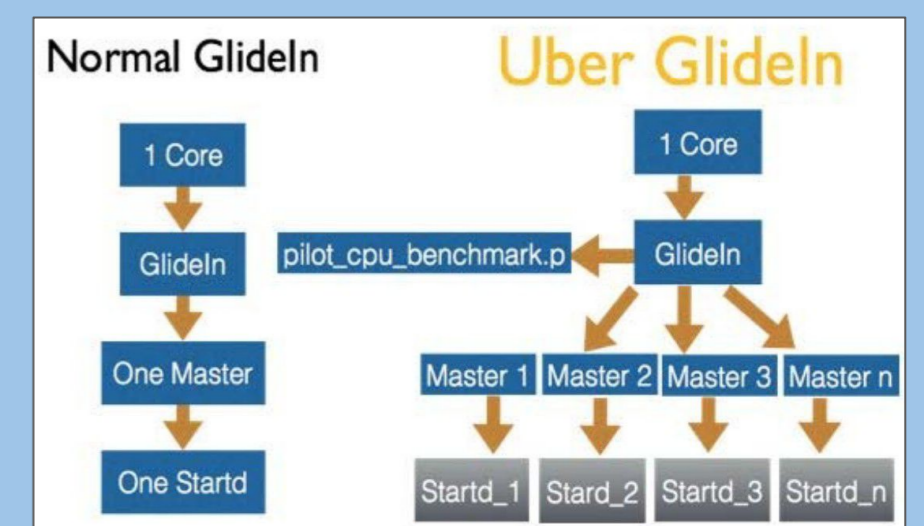 Normal GlideIn
1 Core
GlideIn
One Master
One Startd
Uber GlideIn
1 Core
pilot_cpu_benchmark.p
GlideIn
Master 1
Master 2
Master 3
Master n
Startd_1
Stard_2
Startd_3
Startd_n